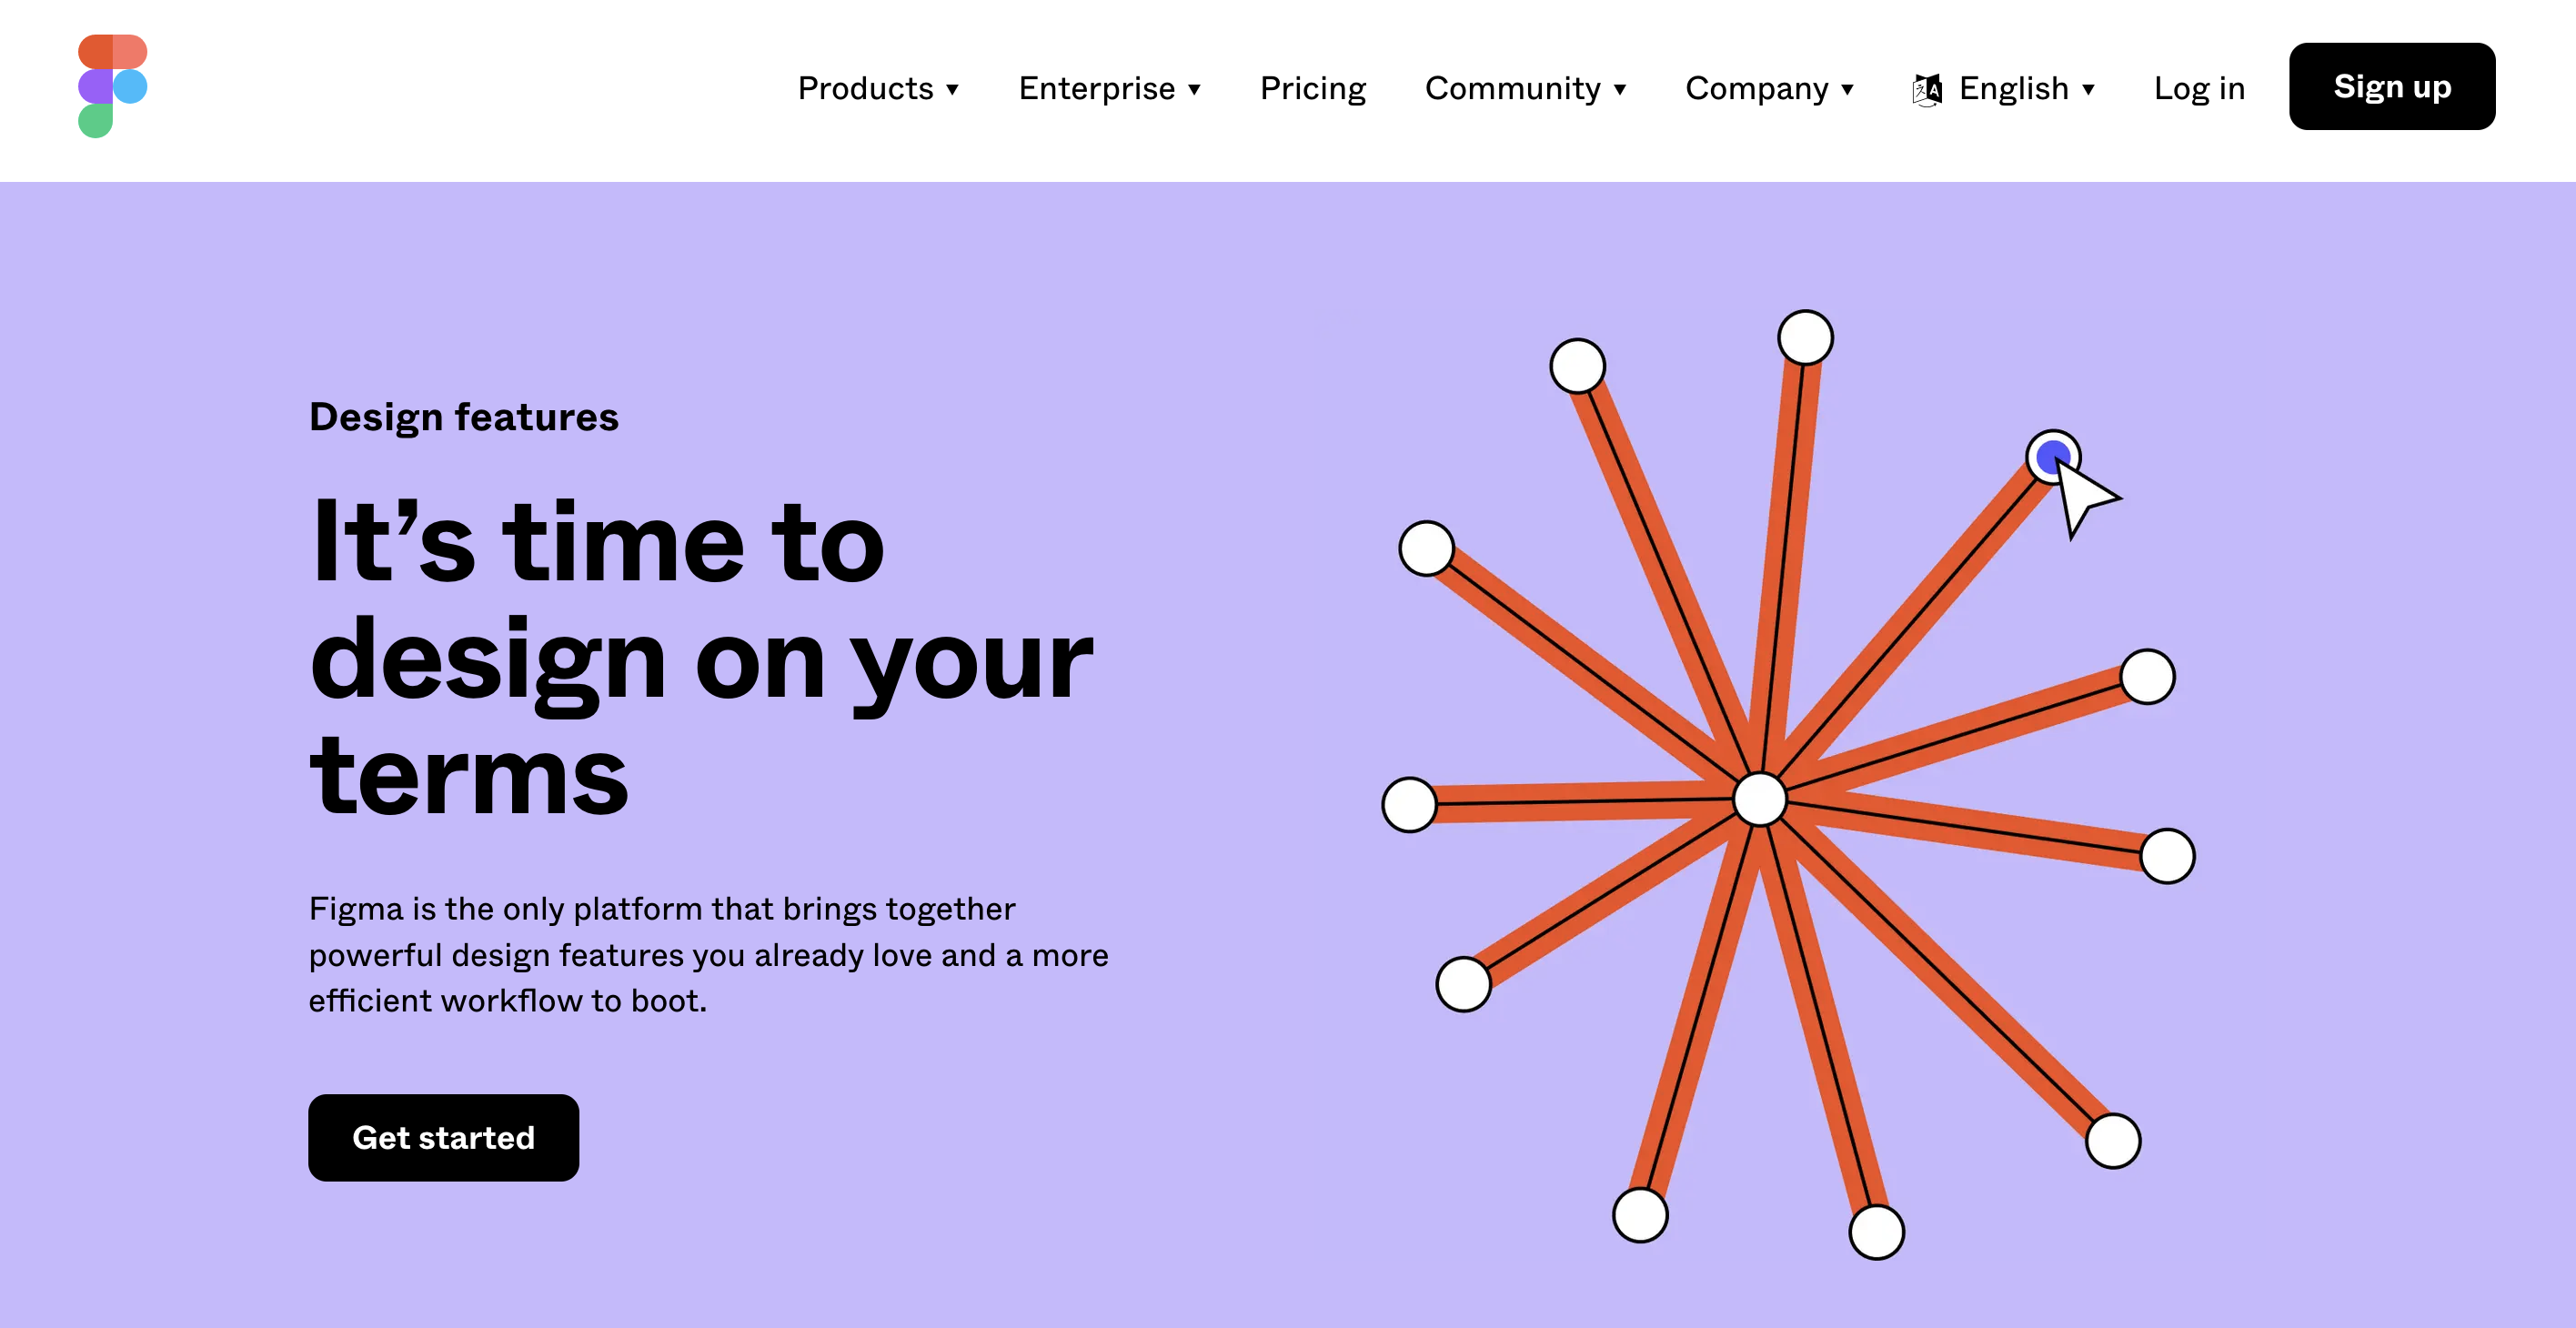 Products ▼ Enterprise ▼ Pricing Community ▼ Company ▼ English ▼ Log in Sign up
Design features
It’s time to
design on your
terms
Figma is the only platform that brings together
powerful design features you already love and a more
efficient workflow to boot.
Get started